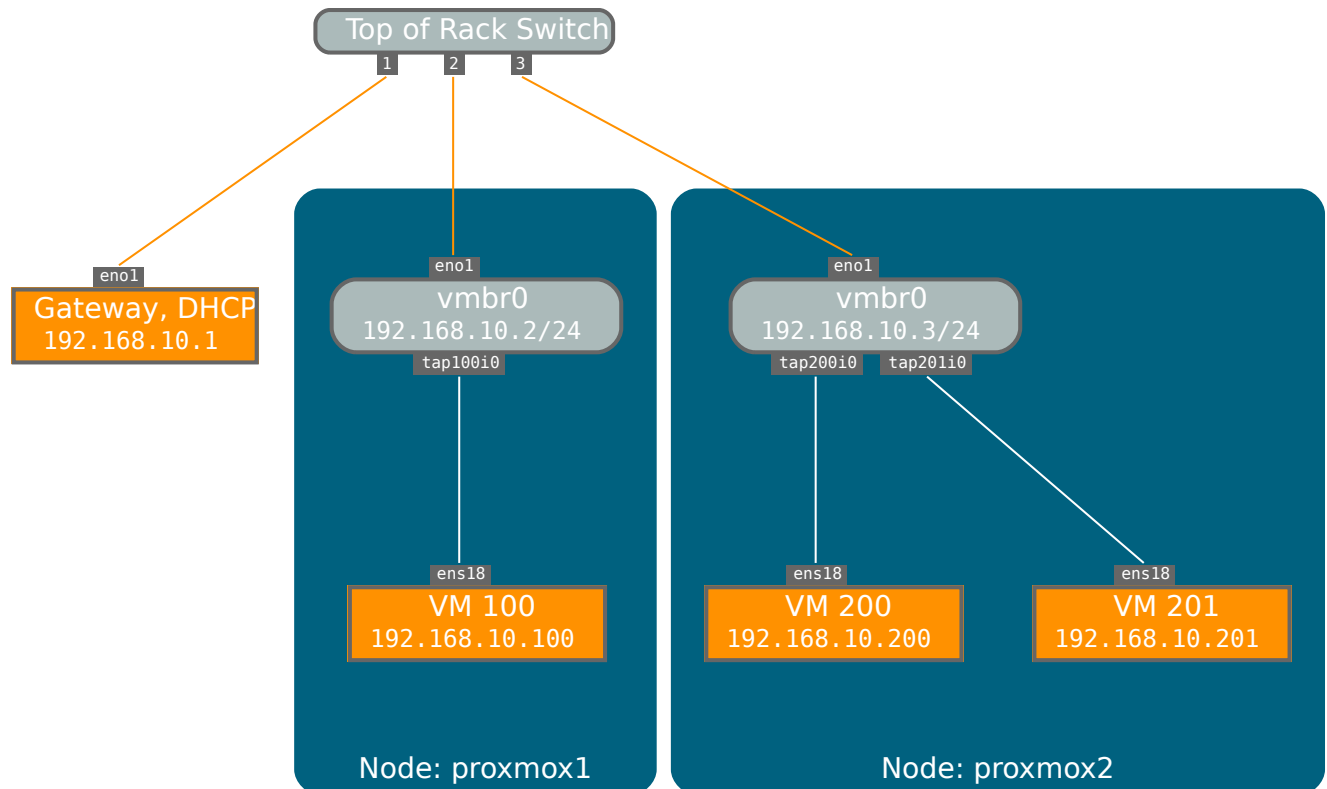 Top of Rack Switch
1 2 3
eno1
Gateway, DHCP
192.168.10.1
eno1
vmbr0
192.168.10.2/24
tap100i0
ens18
VM 100
192.168.10.100
Node: proxmox1
eno1
vmbr0
192.168.10.3/24
tap200i0 tap201i0
ens18
VM 200
192.168.10.200
ens18
VM 201
192.168.10.201
Node: proxmox2